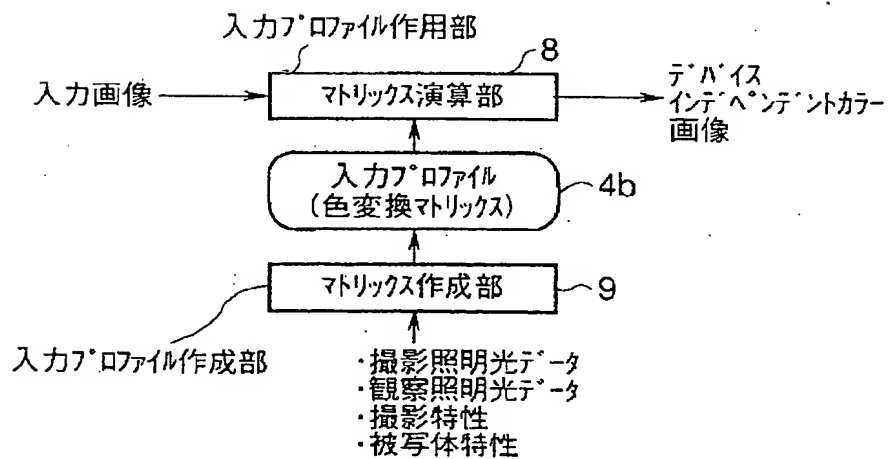 入力プロファイル作用部
8
入力画像
マトリックス演算部
デバイス
インデペンデントカラー
画像
入力プロファイル
(色変換マトリックス)
4b
マトリックス作成部
9
入力プロファイル作成部
・撮影照明光データ
・観察照明光データ
・撮影特性
・被写体特性